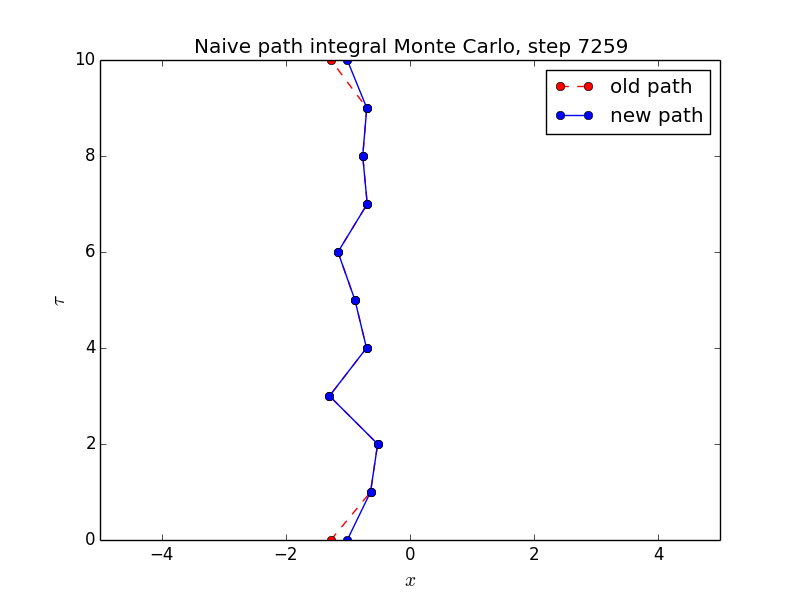 Naive path integral Monte Carlo, step 7259
old path
new path
10
8
6
4
2
0
τ
−4
−2
0
2
4
x